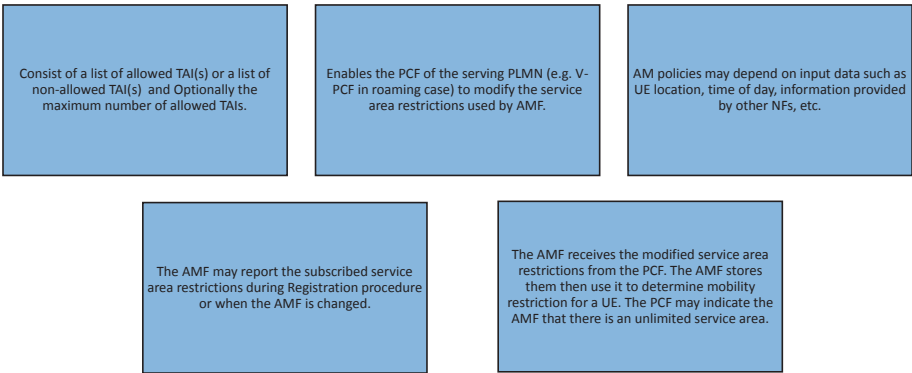 Consist of a list of allowed TAI(s) or a list of
non-allowed TAI(s)  and Optionally the
maximum number of allowed TAIs.
Enables the PCF of the serving PLMN (e.g. V-
PCF in roaming case) to modify the service
area restrictions used by AMF.
AM policies may depend on input data such as
UE location, time of day, information provided
by other NFs, etc.
The AMF may report the subscribed service
area restrictions during Registration procedure
or when the AMF is changed.
The AMF receives the modified service area
restrictions from the PCF. The AMF stores
them then use it to determine mobility
restriction for a UE. The PCF may indicate the
AMF that there is an unlimited service area.